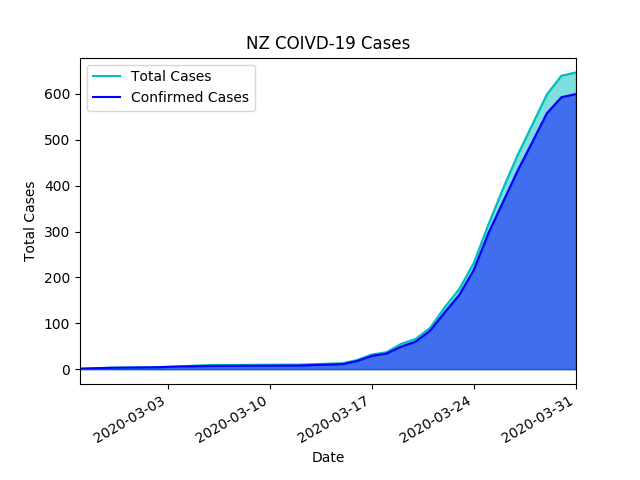 NZ COIVD-19 Cases
Total Cases
Confirmed Cases
Total Cases
600
500
400
300
200
100
0
2020-03-03
2020-03-10
2020-03-17
2020-03-24
2020-03-31
Date